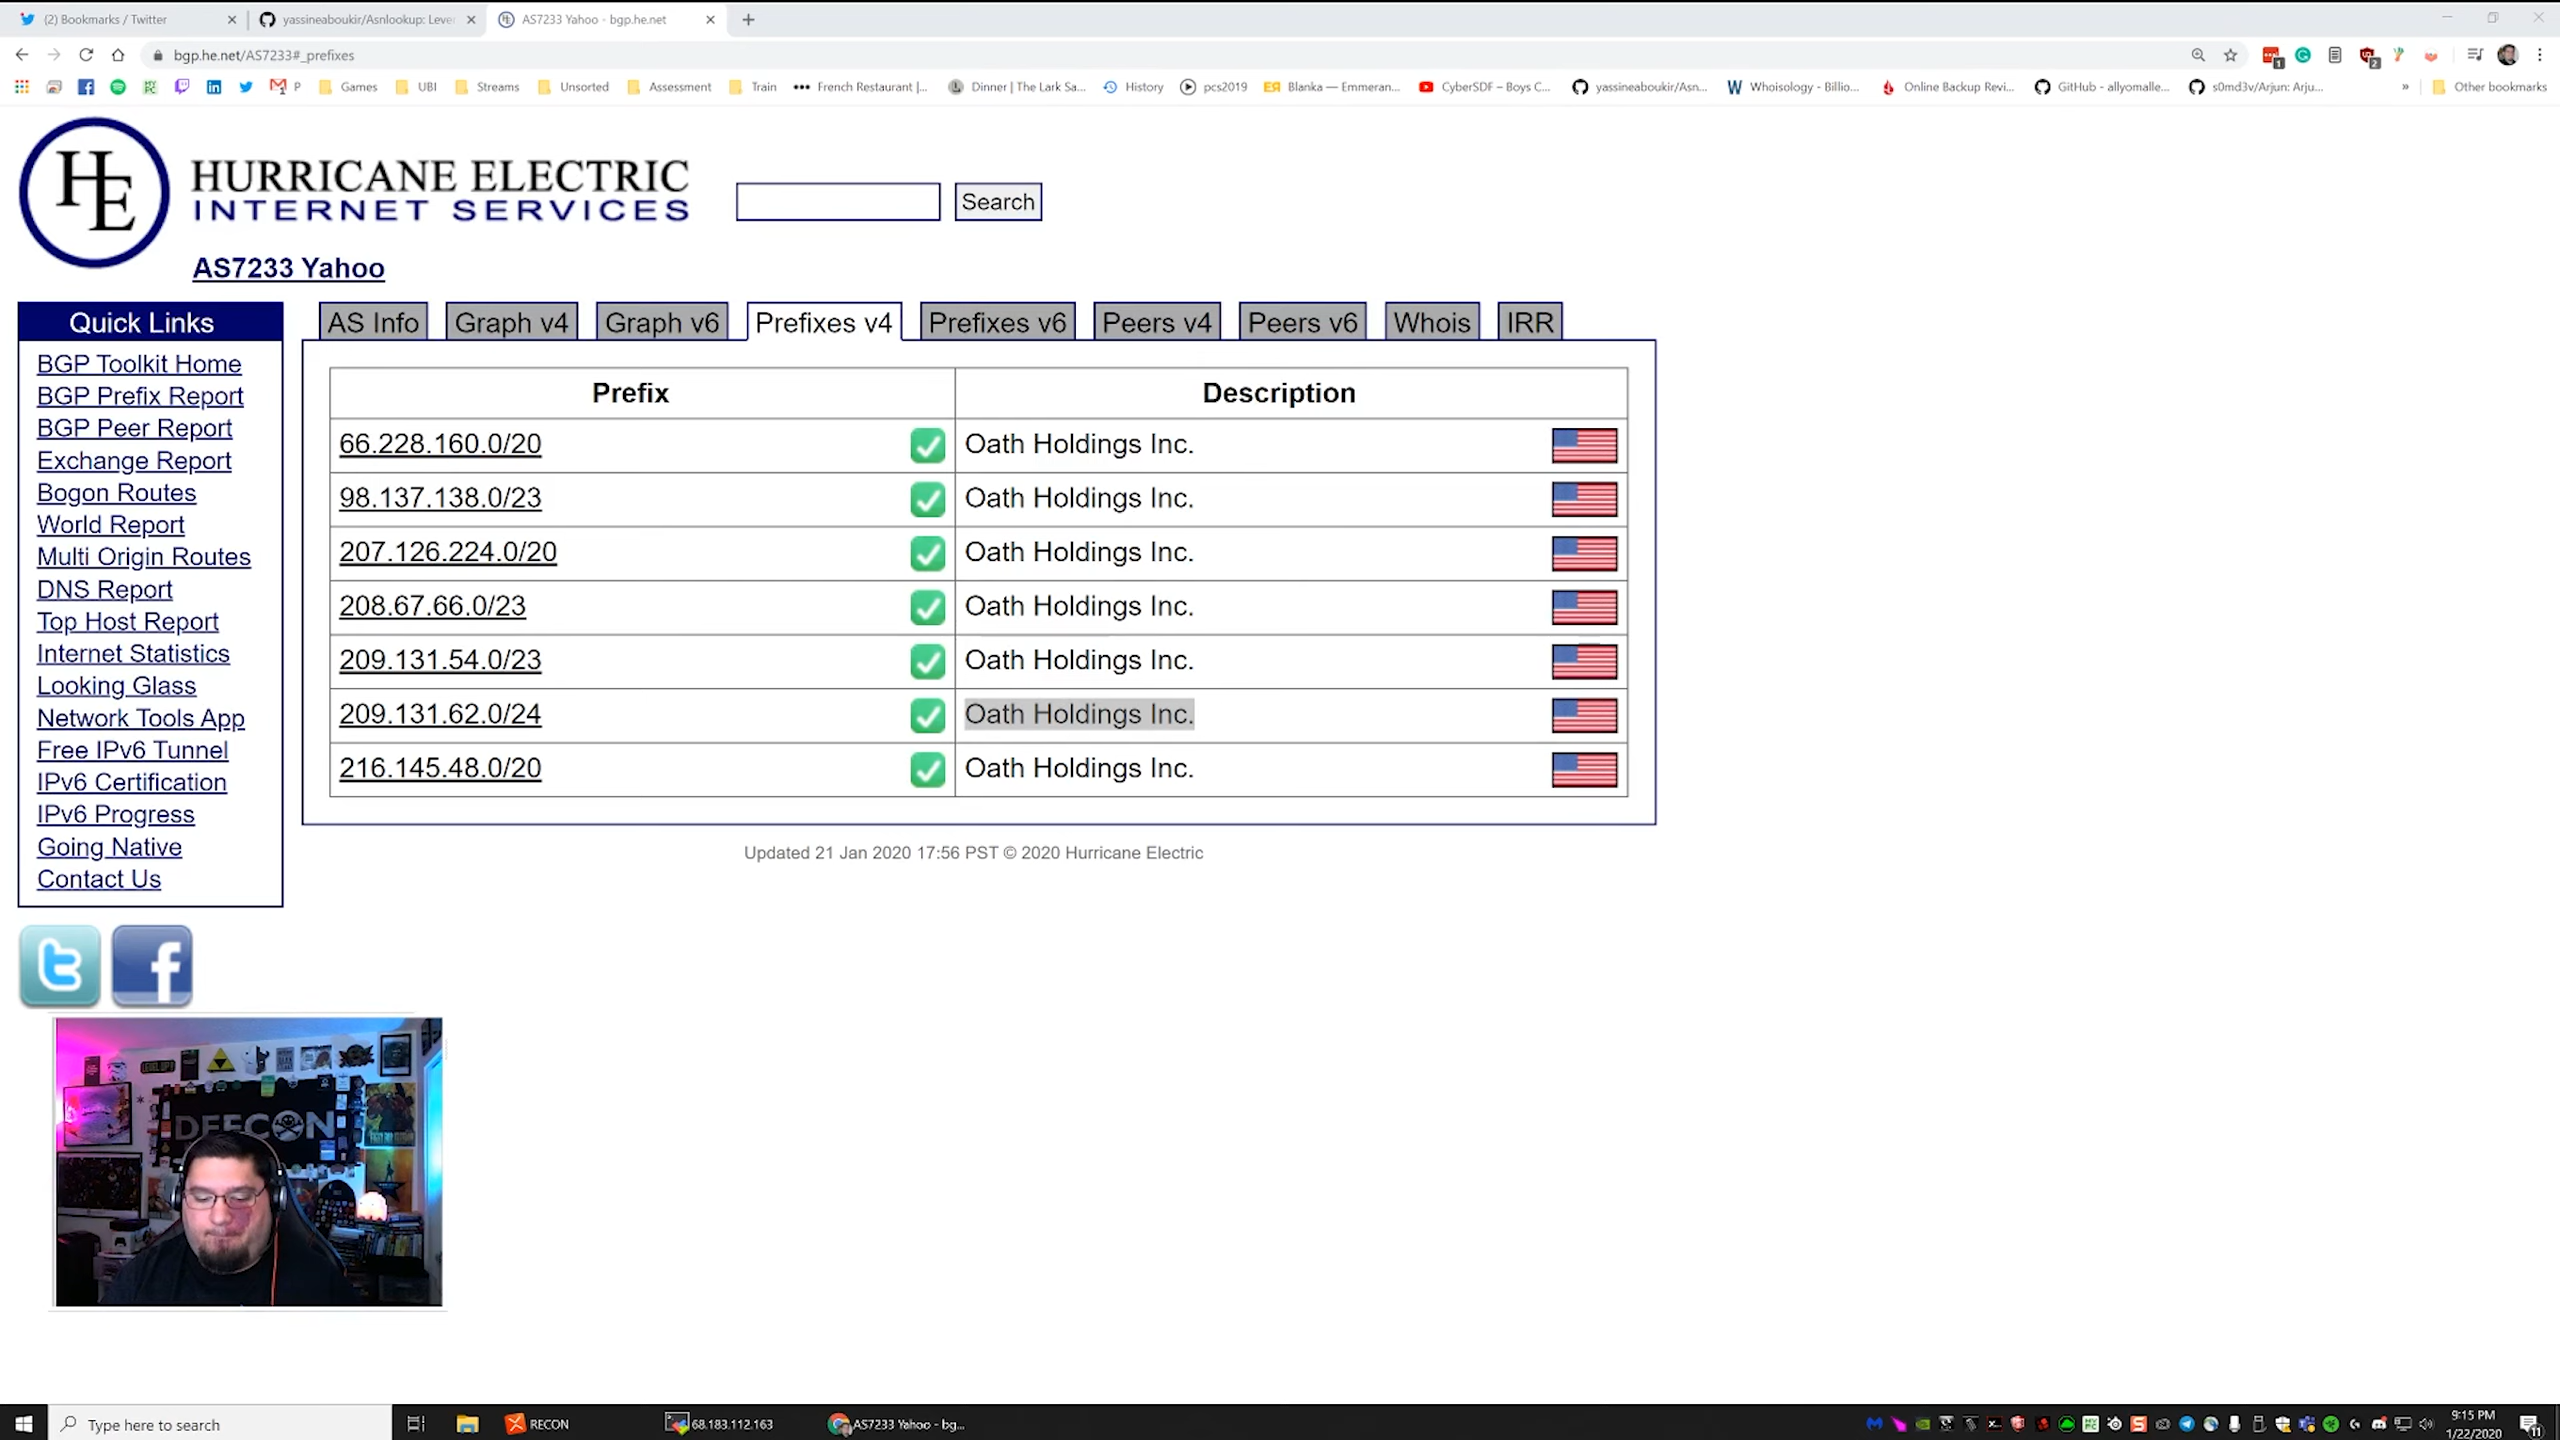 (2) Bookmarks / Twitter
yassineaboukir/Asnlookup: Leve
AS7233 Yahoo - bgp.he.net
bgp.he.net/AS7233#_prefixes
P
Games
UBI
Streams
Unsorted
Assessment
Train
French Restaurant |...
Dinner | The Lark Sa...
History
pcs2019
Blanka — Emmeran...
CyberSDF – Boys C...
yassineaboukir/Asn...
Whoisology - Billio...
Online Backup Revi...
GitHub - allyomalle...
s0md3v/Arjun: Arju...
»
Other bookmarks
HE
HURRICANE ELECTRIC
INTERNET SERVICES
Search
AS7233 Yahoo
Quick Links
BGP Toolkit Home
BGP Prefix Report
BGP Peer Report
Exchange Report
Bogon Routes
World Report
Multi Origin Routes
DNS Report
Top Host Report
Internet Statistics
Looking Glass
Network Tools App
Free IPv6 Tunnel
IPv6 Certification
IPv6 Progress
Going Native
Contact Us
AS Info Graph v4 Graph v6 Prefixes v4 Prefixes v6 Peers v4 Peers v6 Whois IRR
Prefix Description
66.228.160.0/20 Oath Holdings Inc.
98.137.138.0/23 Oath Holdings Inc.
207.126.224.0/20 Oath Holdings Inc.
208.67.66.0/23 Oath Holdings Inc.
209.131.54.0/23 Oath Holdings Inc.
209.131.62.0/24 Oath Holdings Inc.
216.145.48.0/20 Oath Holdings Inc.
Updated 21 Jan 2020 17:56 PST © 2020 Hurricane Electric
DEFCON
Type here to search
RECON
68.183.112.163
AS7233 Yahoo - bg...
9:15 PM
1/22/2020